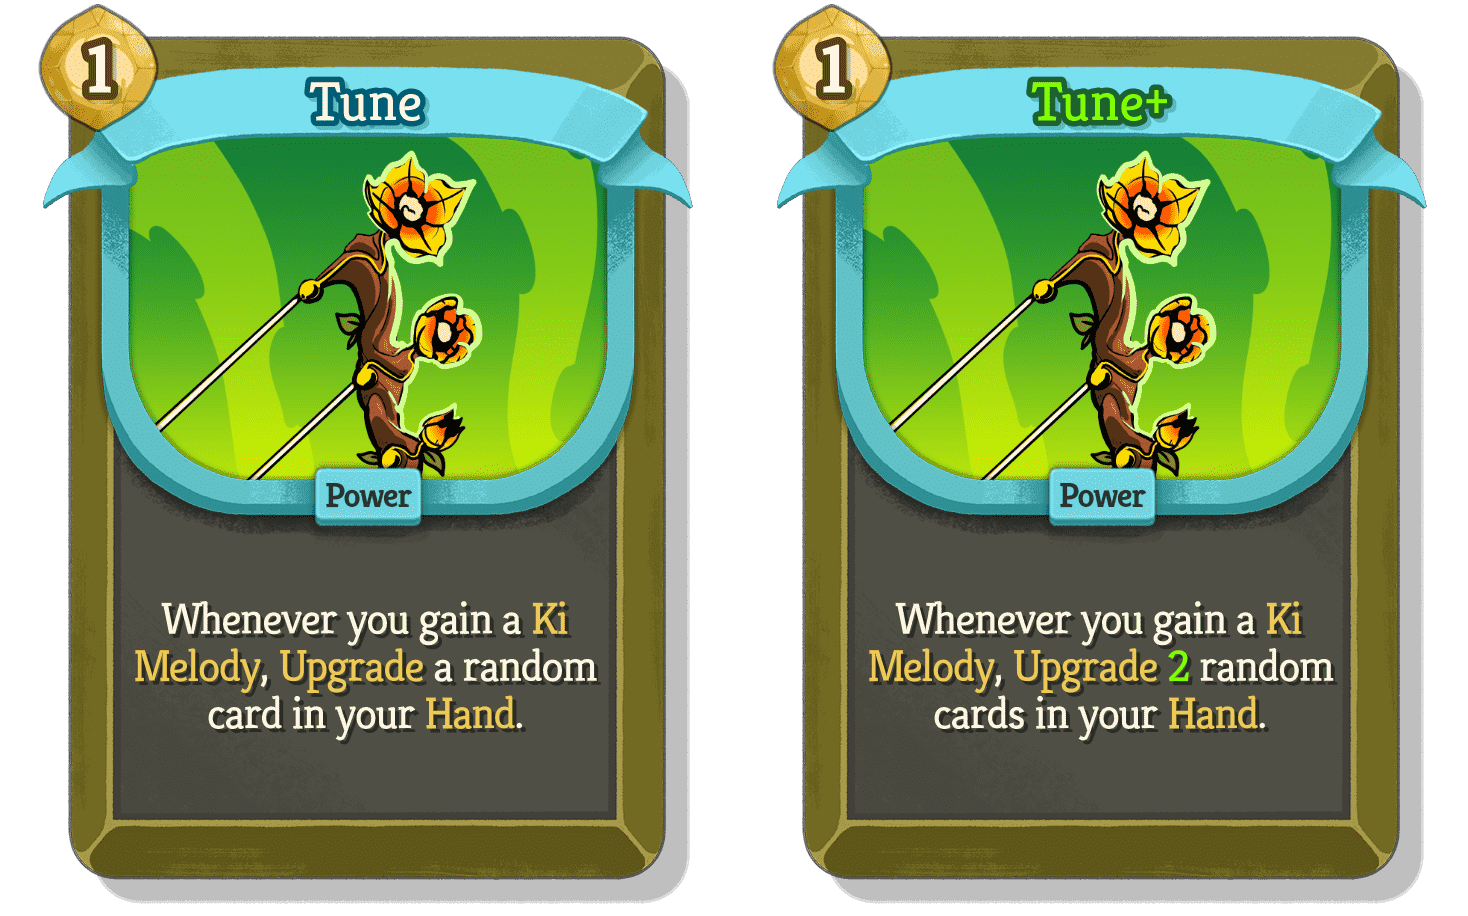 1
Tune
Power
Whenever you gain a Ki
Melody, Upgrade a random
card in your Hand.
1
Tune+
Power
Whenever you gain a Ki
Melody, Upgrade 2 random
cards in your Hand.